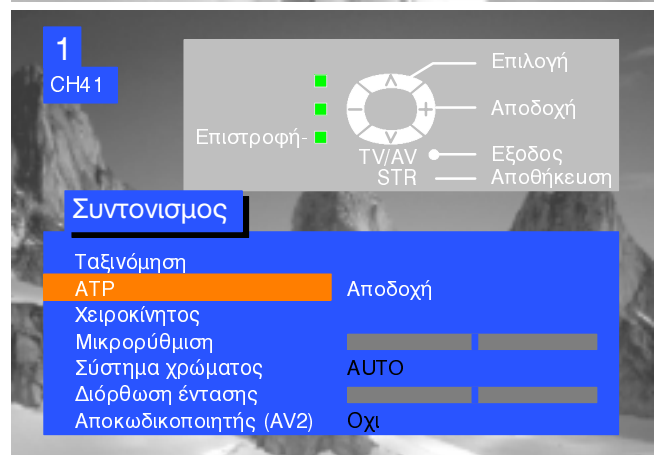 1
CH41
Επιλογή
Αποδοχή
Επιστροφή-
TV/AV Εξοδος
STR Αποθήκευση
Συντονισμος
Ταξινόμηση
ATP Αποδοχή
Χειροκίνητος
Μικρορύθμιση
Σύστημα χρώματος AUTO
Διόρθωση έντασης
Αποκωδικοποιητής (AV2) Οχι